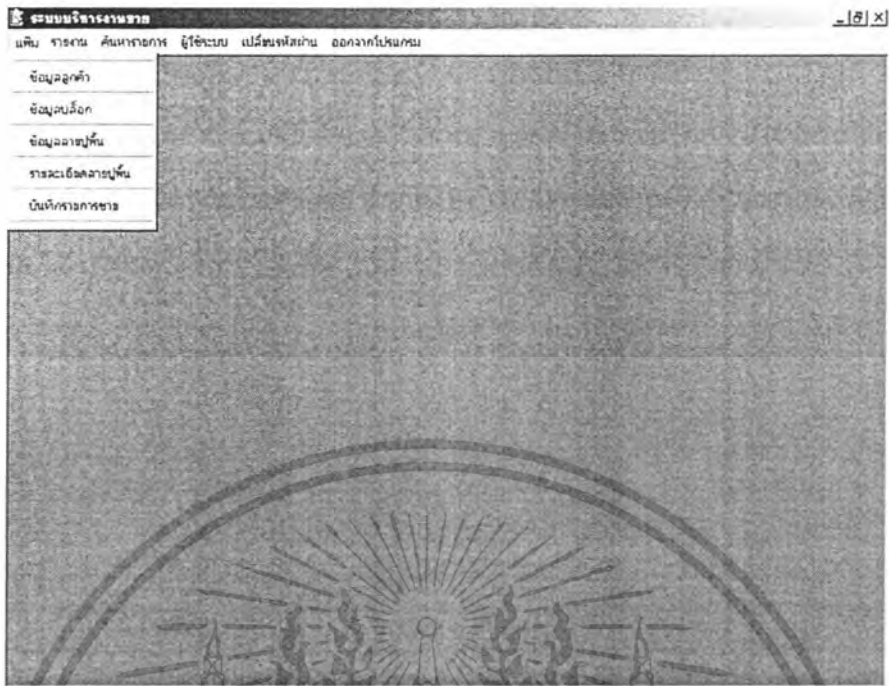 ระบบบริหารงานขาย
แฟ้ม รายงาน ค้นหารายการ ผู้ใช้ระบบ เปลี่ยนรหัสผ่าน ออกจากโปรแกรม
ข้อมูลลูกค้า
ข้อมูลบล็อก
ข้อมูลลายปูพื้น
รายละเอียดลายปูพื้น
บันทึกรายการขาย